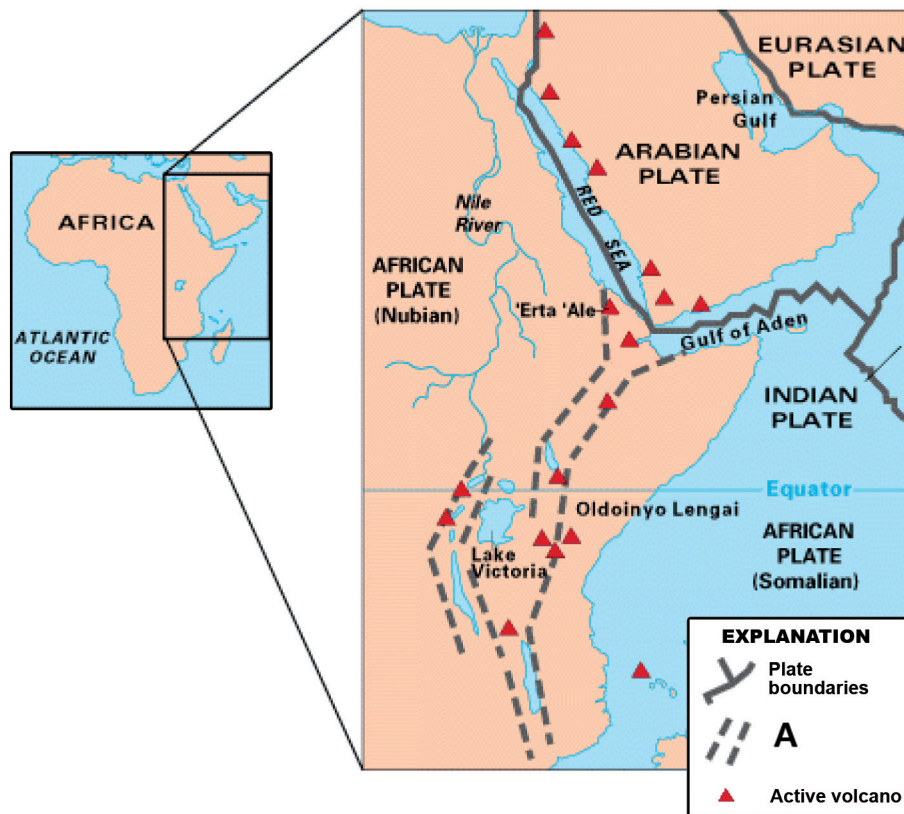 AFRICA
ATLANTIC
OCEAN
EURASIAN
PLATE
Persian
Gulf
ARABIAN
PLATE
RED
SEA
Nile
River
AFRICAN
PLATE
(Nubian)
'Erta 'Ale
Gulf of Aden
INDIAN
PLATE
Equator
Oldoinyo Lengai
Lake
Victoria
AFRICAN
PLATE
(Somalian)
EXPLANATION
Plate
boundaries
A
Active volcano